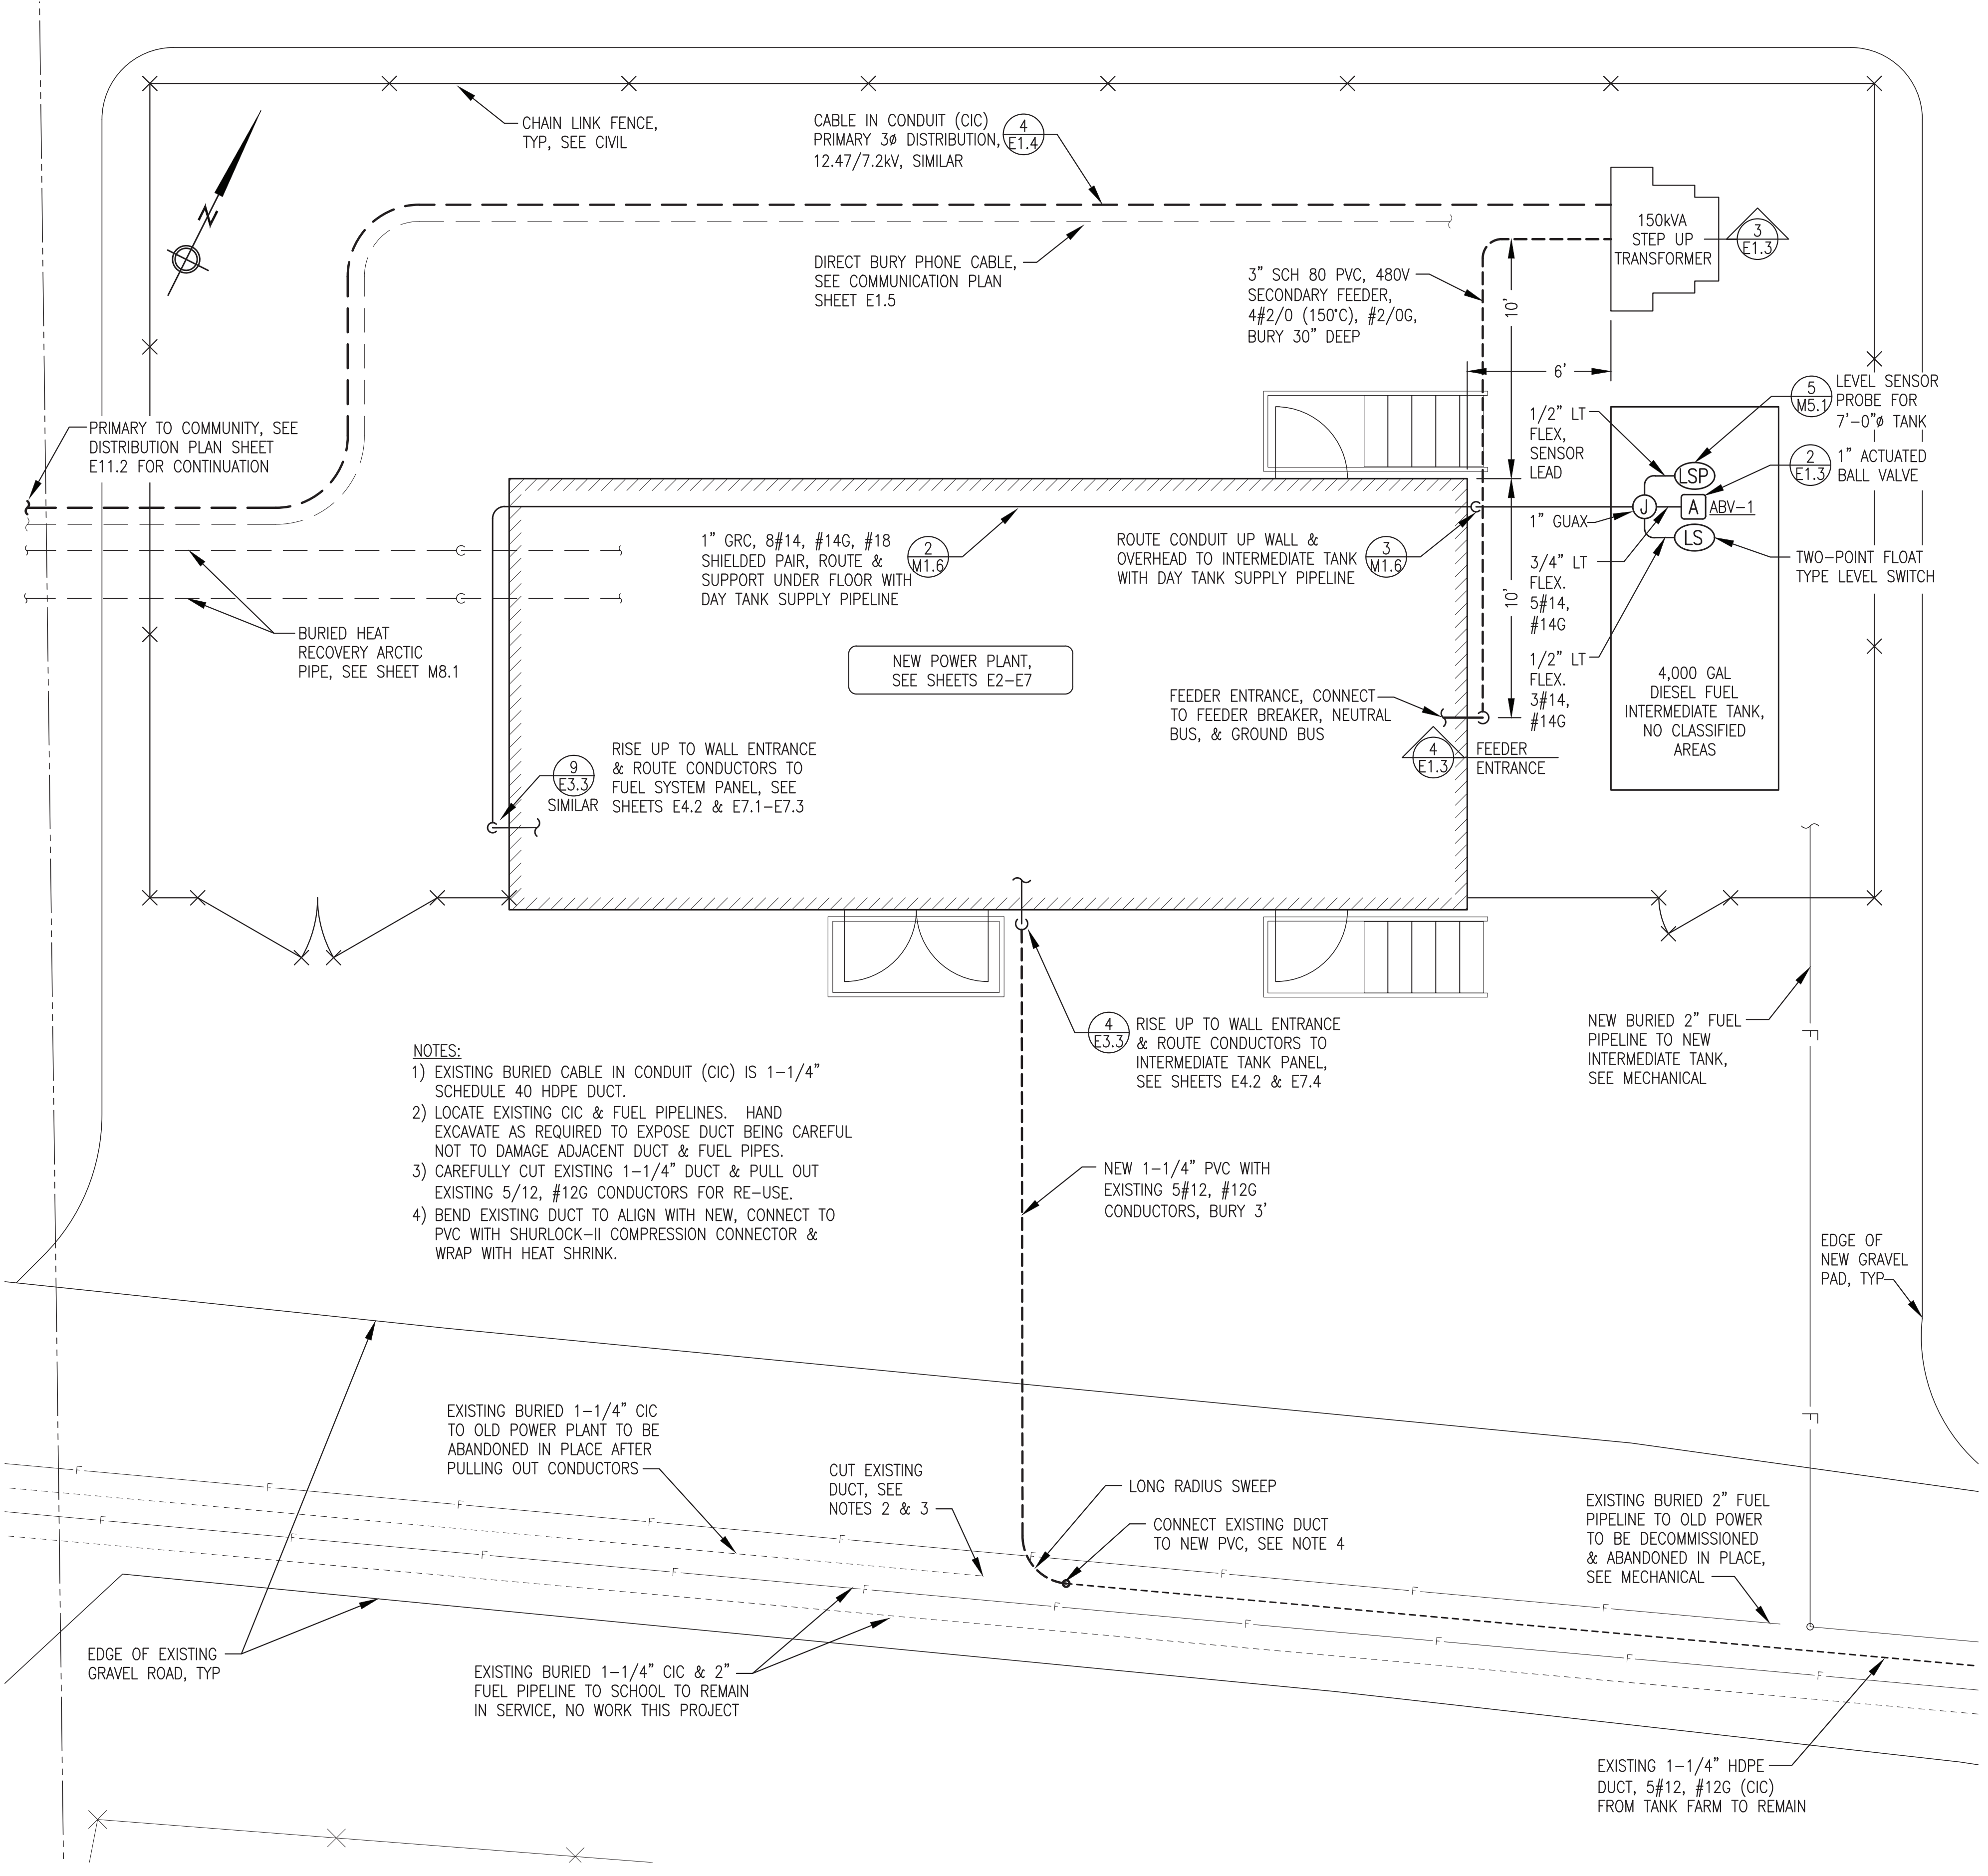 CHAIN LINK FENCE,
TYP, SEE CIVIL
CABLE IN CONDUIT (CIC)
PRIMARY 3ø DISTRIBUTION,
12.47/7.2kV, SIMILAR
4
E1.4
N
150kVA
STEP UP
TRANSFORMER
3
E1.3
DIRECT BURY PHONE CABLE,
SEE COMMUNICATION PLAN
SHEET E1.5
3" SCH 80 PVC, 480V
SECONDARY FEEDER,
4#2/0 (150°C), #2/0G,
BURY 30" DEEP
10'
6'
PRIMARY TO COMMUNITY, SEE
DISTRIBUTION PLAN SHEET
E11.2 FOR CONTINUATION
1/2" LT
FLEX,
SENSOR
LEAD
5
M5.1
LEVEL SENSOR
PROBE FOR
7'-0"ø TANK
2
E1.3
1" ACTUATED
BALL VALVE
LSP
J
A
ABV-1
LS
1" GUAX
3/4" LT
FLEX.
5#14,
#14G
1/2" LT
FLEX.
3#14,
#14G
TWO-POINT FLOAT
TYPE LEVEL SWITCH
C
C
1" GRC, 8#14, #14G, #18
SHIELDED PAIR, ROUTE &
SUPPORT UNDER FLOOR WITH
DAY TANK SUPPLY PIPELINE
2
M1.6
ROUTE CONDUIT UP WALL &
OVERHEAD TO INTERMEDIATE TANK
WITH DAY TANK SUPPLY PIPELINE
3
M1.6
10'
BURIED HEAT
RECOVERY ARCTIC
PIPE, SEE SHEET M8.1
NEW POWER PLANT,
SEE SHEETS E2-E7
FEEDER ENTRANCE, CONNECT
TO FEEDER BREAKER, NEUTRAL
BUS, & GROUND BUS
4
E1.3
FEEDER
ENTRANCE
4,000 GAL
DIESEL FUEL
INTERMEDIATE TANK,
NO CLASSIFIED
AREAS
9
E3.3
SIMILAR
RISE UP TO WALL ENTRANCE
& ROUTE CONDUCTORS TO
FUEL SYSTEM PANEL, SEE
SHEETS E4.2 & E7.1-E7.3
4
E3.3
RISE UP TO WALL ENTRANCE
& ROUTE CONDUCTORS TO
INTERMEDIATE TANK PANEL,
SEE SHEETS E4.2 & E7.4
NEW BURIED 2" FUEL
PIPELINE TO NEW
INTERMEDIATE TANK,
SEE MECHANICAL
F
NOTES:
1) EXISTING BURIED CABLE IN CONDUIT (CIC) IS 1-1/4"
SCHEDULE 40 HDPE DUCT.
2) LOCATE EXISTING CIC & FUEL PIPELINES. HAND
EXCAVATE AS REQUIRED TO EXPOSE DUCT BEING CAREFUL
NOT TO DAMAGE ADJACENT DUCT & FUEL PIPES.
3) CAREFULLY CUT EXISTING 1-1/4" DUCT & PULL OUT
EXISTING 5/12, #12G CONDUCTORS FOR RE-USE.
4) BEND EXISTING DUCT TO ALIGN WITH NEW, CONNECT TO
PVC WITH SHURLOCK-II COMPRESSION CONNECTOR &
WRAP WITH HEAT SHRINK.
NEW 1-1/4" PVC WITH
EXISTING 5#12, #12G
CONDUCTORS, BURY 3'
EDGE OF
NEW GRAVEL
PAD, TYP
F
EXISTING BURIED 1-1/4" CIC
TO OLD POWER PLANT TO BE
ABANDONED IN PLACE AFTER
PULLING OUT CONDUCTORS
CUT EXISTING
DUCT, SEE
NOTES 2 & 3
LONG RADIUS SWEEP
CONNECT EXISTING DUCT
TO NEW PVC, SEE NOTE 4
EXISTING BURIED 2" FUEL
PIPELINE TO OLD POWER
TO BE DECOMMISSIONED
& ABANDONED IN PLACE,
SEE MECHANICAL
F F F F F F F F F
F F F F F F F F F F
EDGE OF EXISTING
GRAVEL ROAD, TYP
EXISTING BURIED 1-1/4" CIC & 2"
FUEL PIPELINE TO SCHOOL TO REMAIN
IN SERVICE, NO WORK THIS PROJECT
EXISTING 1-1/4" HDPE
DUCT, 5#12, #12G (CIC)
FROM TANK FARM TO REMAIN